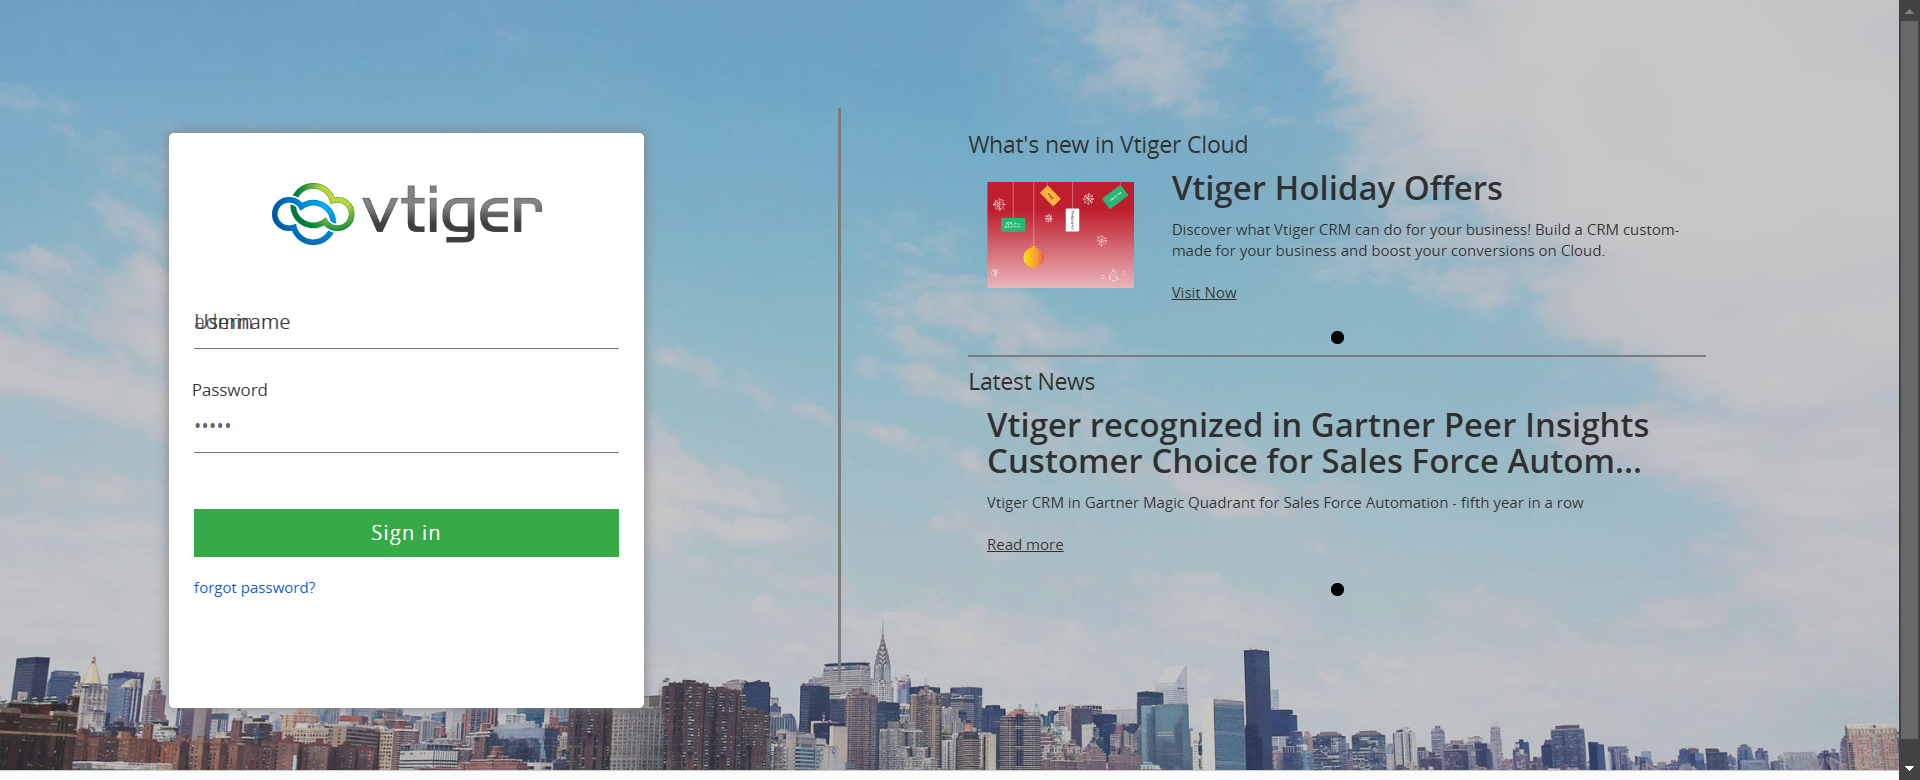 vtiger
Username
admin
Password
•••••
Sign in
forgot password?
What's new in Vtiger Cloud
Vtiger Holiday Offers
Discover what Vtiger CRM can do for your business! Build a CRM custom-
made for your business and boost your conversions on Cloud.
Visit Now
Latest News
Vtiger recognized in Gartner Peer Insights
Customer Choice for Sales Force Autom...
Vtiger CRM in Gartner Magic Quadrant for Sales Force Automation - fifth year in a row
Read more